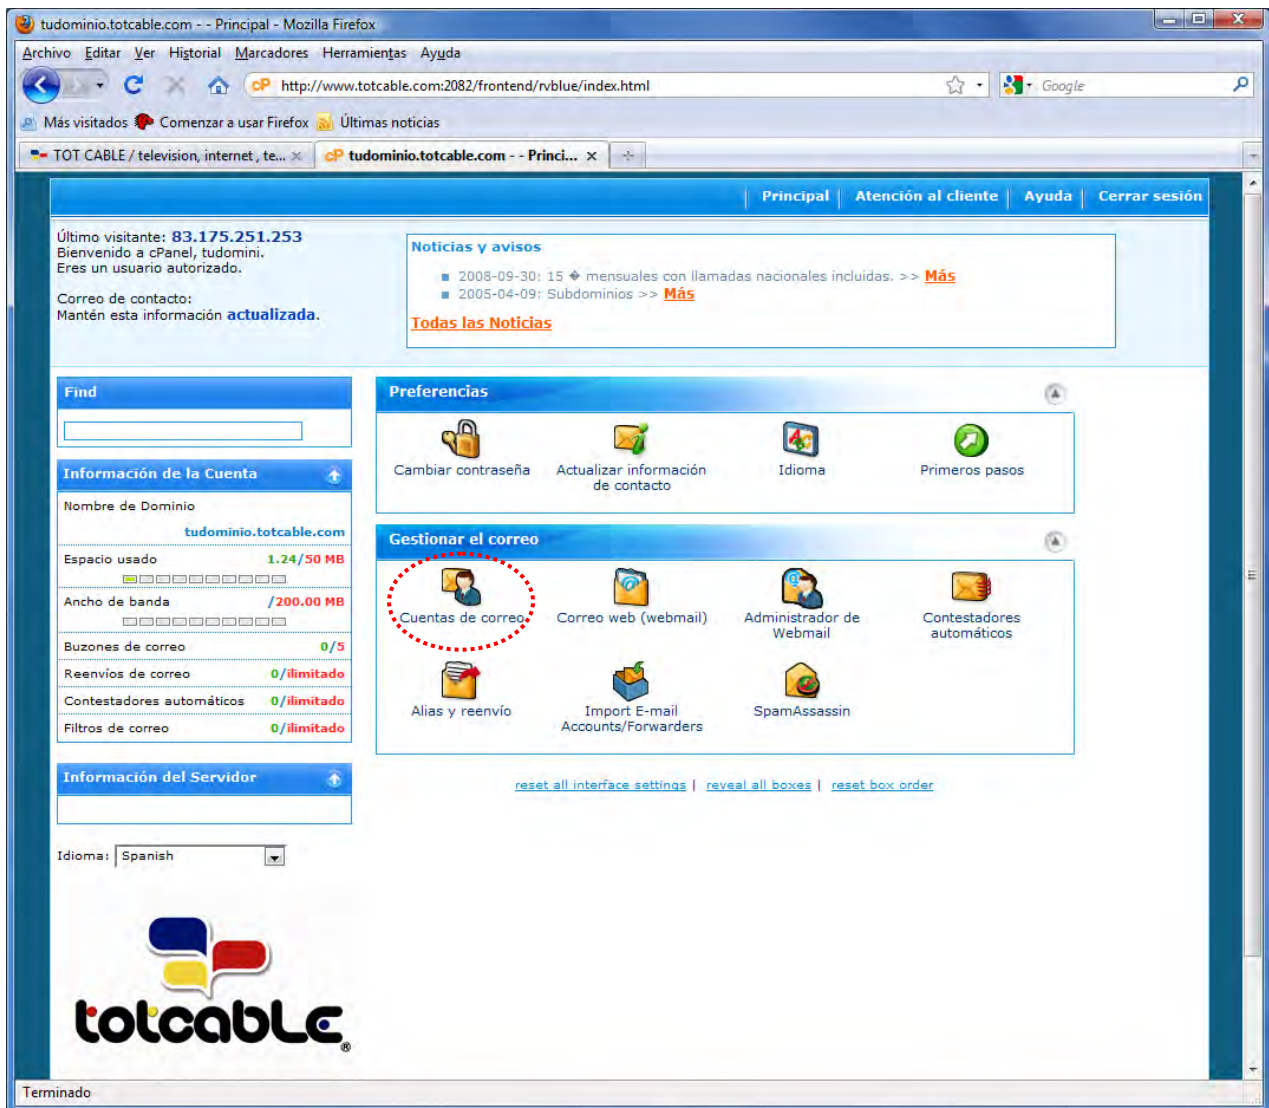 tudominio.totcable.com - - Principal - Mozilla Firefox
Archivo Editar Ver Historial Marcadores Herramientas Ayuda
http://www.totcable.com:2082/frontend/rvblue/index.html
Google
Más visitados Comenzar a usar Firefox Últimas noticias
TOT CABLE / television, internet, te...
cP tudominio.totcable.com - - Princi...
Principal | Atención al cliente | Ayuda | Cerrar sesión
Último visitante: 83.175.251.253
Bienvenido a cPanel, tudomini.
Eres un usuario autorizado.
Correo de contacto:
Mantén esta información actualizada.
Noticias y avisos
2008-09-30: 15 � mensuales con llamadas nacionales incluidas. >> Más
2005-04-09: Subdominios >> Más
Todas las Noticias
Find
Información de la Cuenta
Nombre de Dominio
tudominio.totcable.com
Espacio usado 1.24/50 MB
Ancho de banda /200.00 MB
Buzones de correo 0/5
Reenvíos de correo 0/ilimitado
Contestadores automáticos 0/ilimitado
Filtros de correo 0/ilimitado
Información del Servidor
Idioma: Spanish
totcable®
Preferencias
Cambiar contraseña
Actualizar información
de contacto
Idioma
Primeros pasos
Gestionar el correo
Cuentas de correo
Correo web (webmail)
Administrador de
Webmail
Contestadores
automáticos
Alias y reenvío
Import E-mail
Accounts/Forwarders
SpamAssassin
reset all interface settings | reveal all boxes | reset box order
Terminado